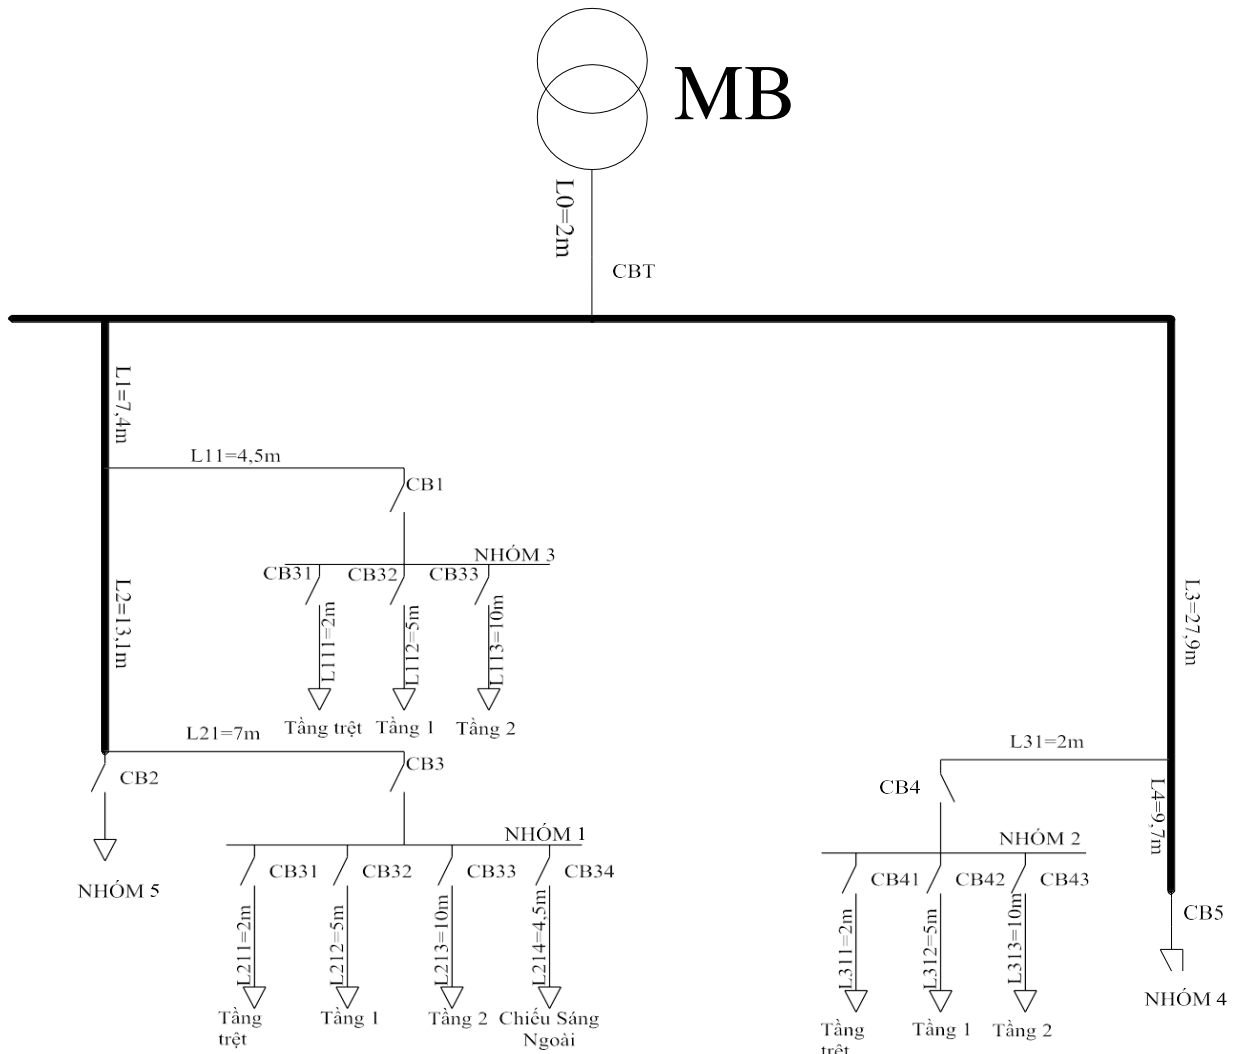 MB
L0=2m
CBT
L1=7,4m
L11=4,5m
CB1
NHÓM 3
CB31
CB32
CB33
L111=2m
L112=5m
L113=10m
Tầng trệt
Tầng 1
Tầng 2
L2=13,1m
L21=7m
CB2
CB3
NHÓM 5
NHÓM 1
CB31
CB32
CB33
CB34
L211=2m
L212=5m
L213=10m
L214=4,5m
Tầng
trệt
Tầng 1
Tầng 2
Chiếu Sáng
Ngoài
L3=27,9m
L31=2m
CB4
L4=9,7m
NHÓM 2
CB41
CB42
CB43
L311=2m
L312=5m
L313=10m
Tầng
trệt
Tầng 1
Tầng 2
CB5
NHÓM 4